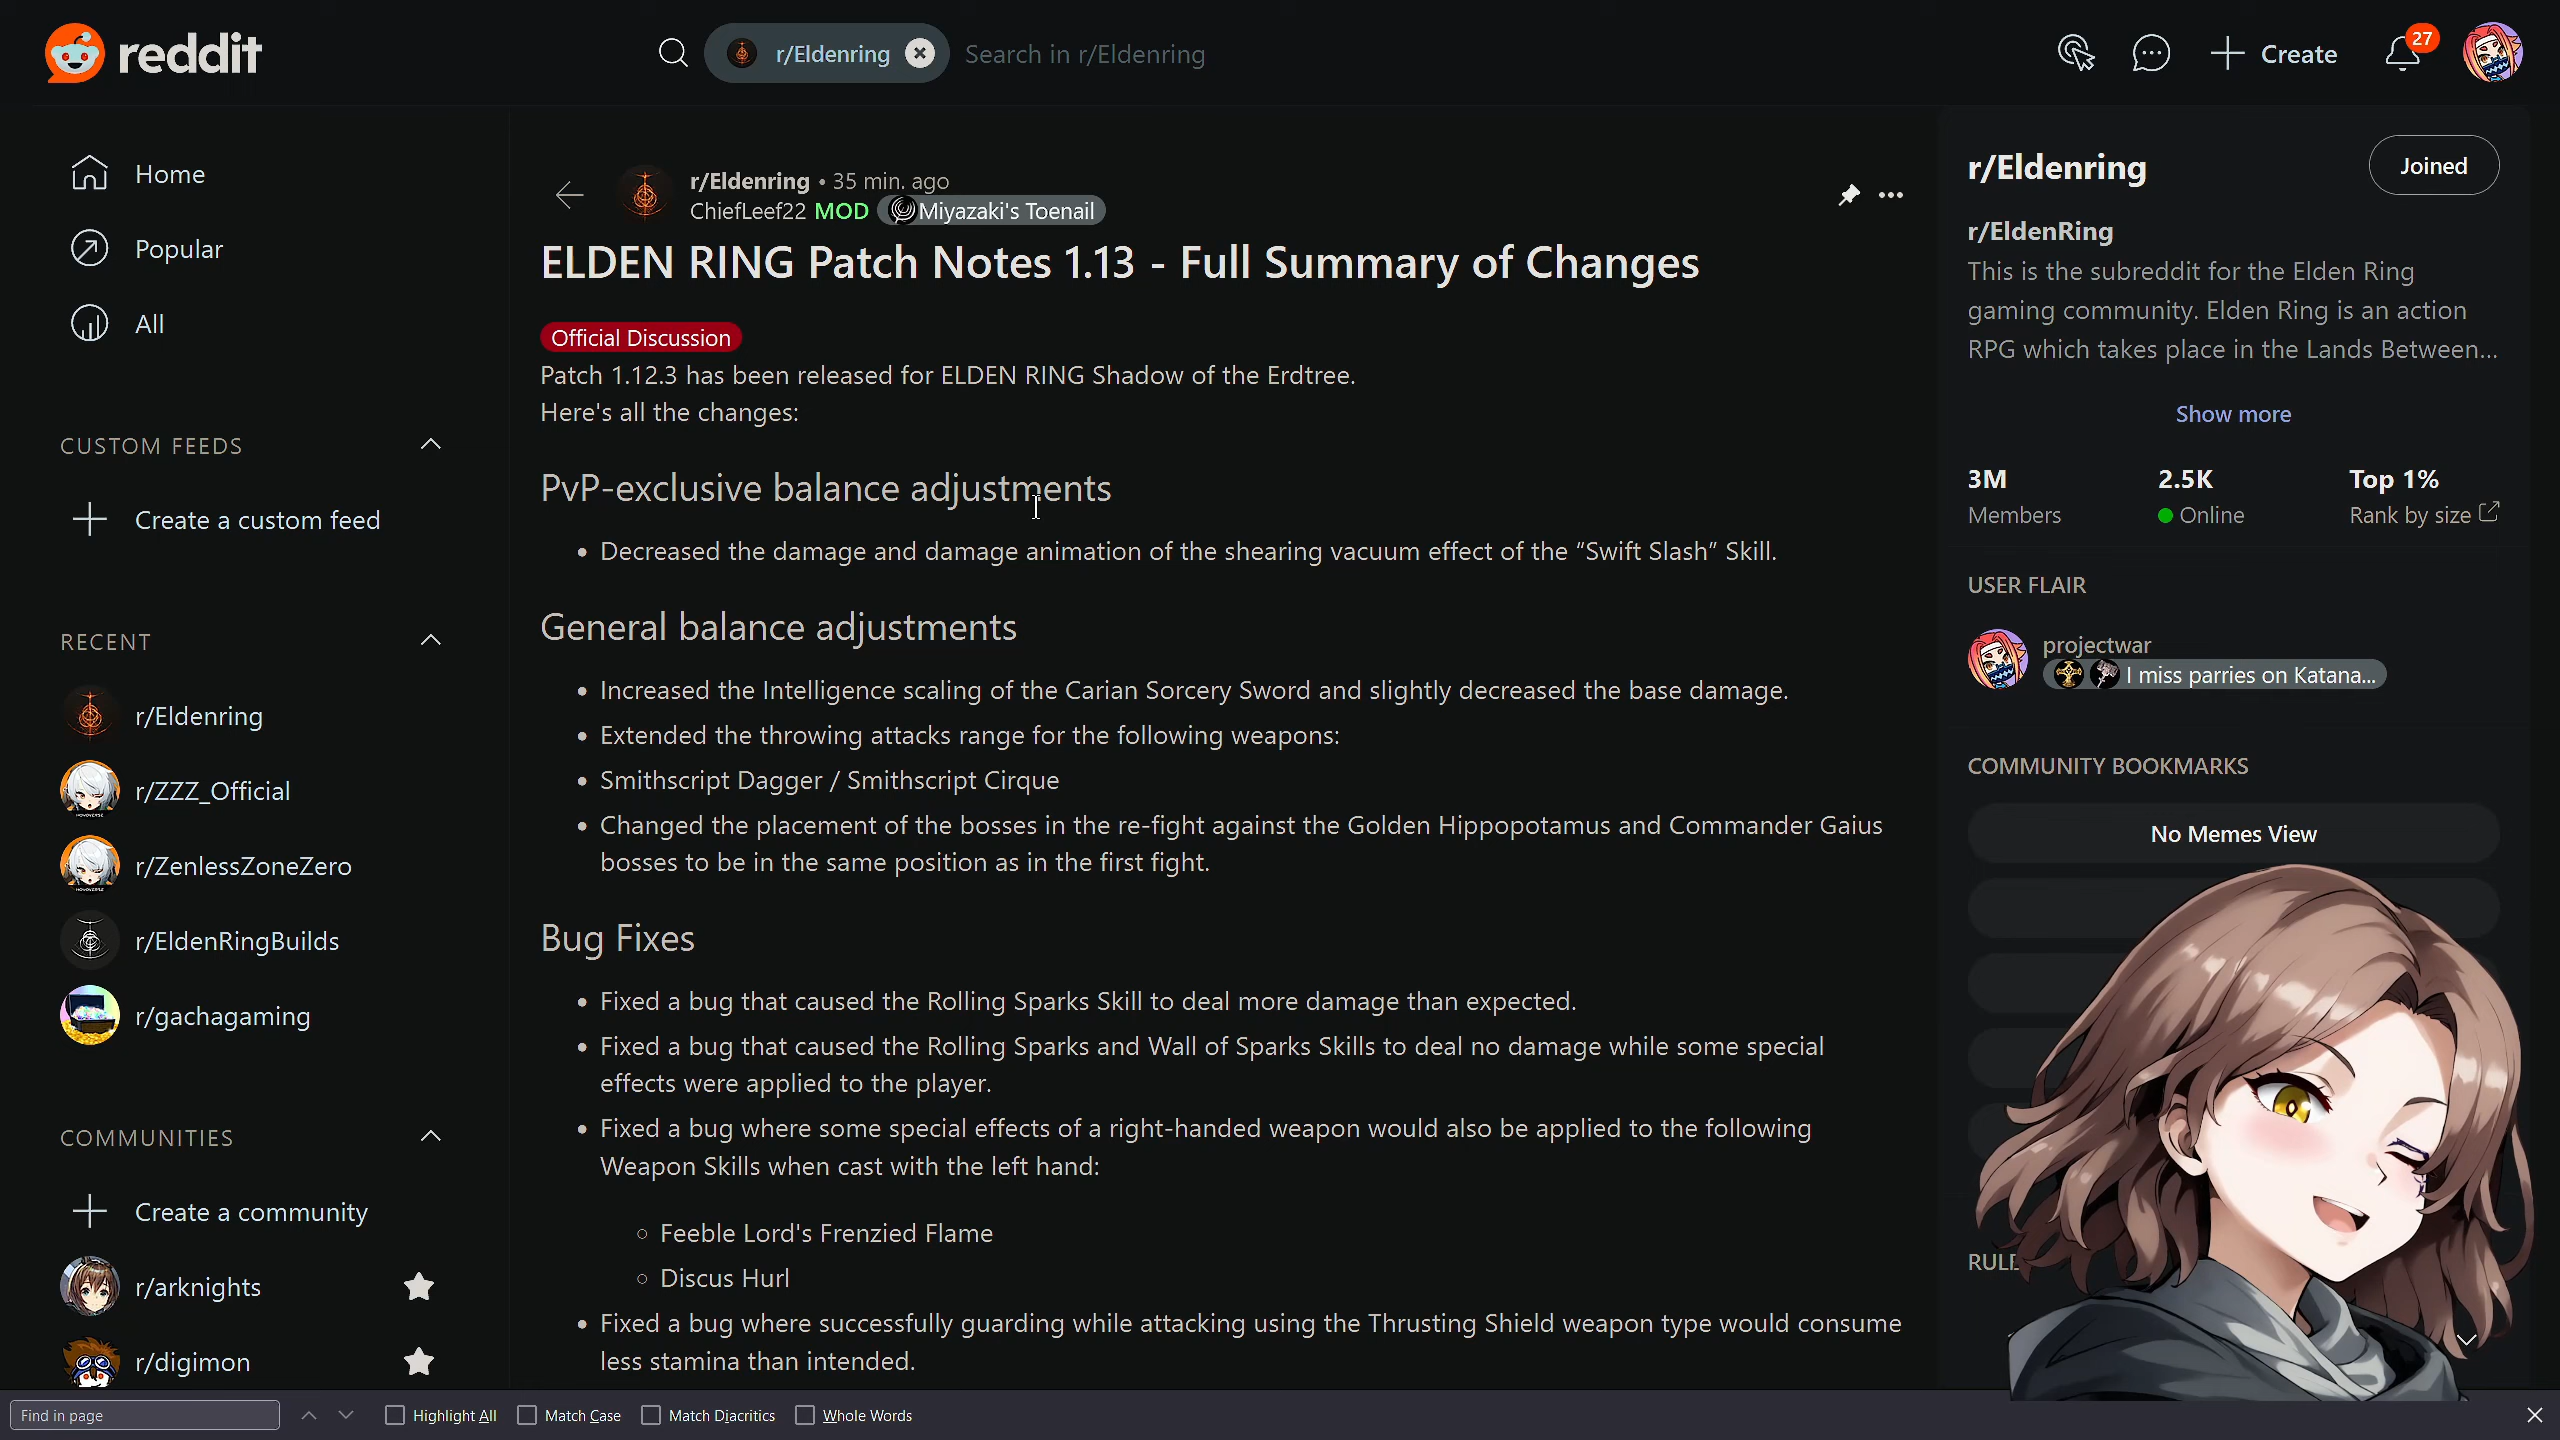 reddit
r/Eldenring
Search in r/Eldenring
Create
27
Home
Popular
All
CUSTOM FEEDS
Create a custom feed
RECENT
r/Eldenring
r/ZZZ_Official
r/ZenlessZoneZero
r/EldenRingBuilds
r/gachagaming
COMMUNITIES
Create a community
r/arknights
r/digimon
r/Eldenring • 35 min. ago
ChiefLeef22 MOD Miyazaki's Toenail
ELDEN RING Patch Notes 1.13 - Full Summary of Changes
Official Discussion
Patch 1.12.3 has been released for ELDEN RING Shadow of the Erdtree.
Here's all the changes:
PvP-exclusive balance adjustments
• Decreased the damage and damage animation of the shearing vacuum effect of the “Swift Slash” Skill.
General balance adjustments
• Increased the Intelligence scaling of the Carian Sorcery Sword and slightly decreased the base damage.
• Extended the throwing attacks range for the following weapons:
• Smithscript Dagger / Smithscript Cirque
• Changed the placement of the bosses in the re-fight against the Golden Hippopotamus and Commander Gaius
bosses to be in the same position as in the first fight.
Bug Fixes
• Fixed a bug that caused the Rolling Sparks Skill to deal more damage than expected.
• Fixed a bug that caused the Rolling Sparks and Wall of Sparks Skills to deal no damage while some special
effects were applied to the player.
• Fixed a bug where some special effects of a right-handed weapon would also be applied to the following
Weapon Skills when cast with the left hand:
○ Feeble Lord's Frenzied Flame
○ Discus Hurl
• Fixed a bug where successfully guarding while attacking using the Thrusting Shield weapon type would consume
less stamina than intended.
r/Eldenring
Joined
r/EldenRing
This is the subreddit for the Elden Ring
gaming community. Elden Ring is an action
RPG which takes place in the Lands Between...
Show more
3M
2.5K
Top 1%
Members
Online
Rank by size
USER FLAIR
projectwar
I miss parries on Katana...
COMMUNITY BOOKMARKS
No Memes View
RULE
Find in page
Highlight All
Match Case
Match Diacritics
Whole Words